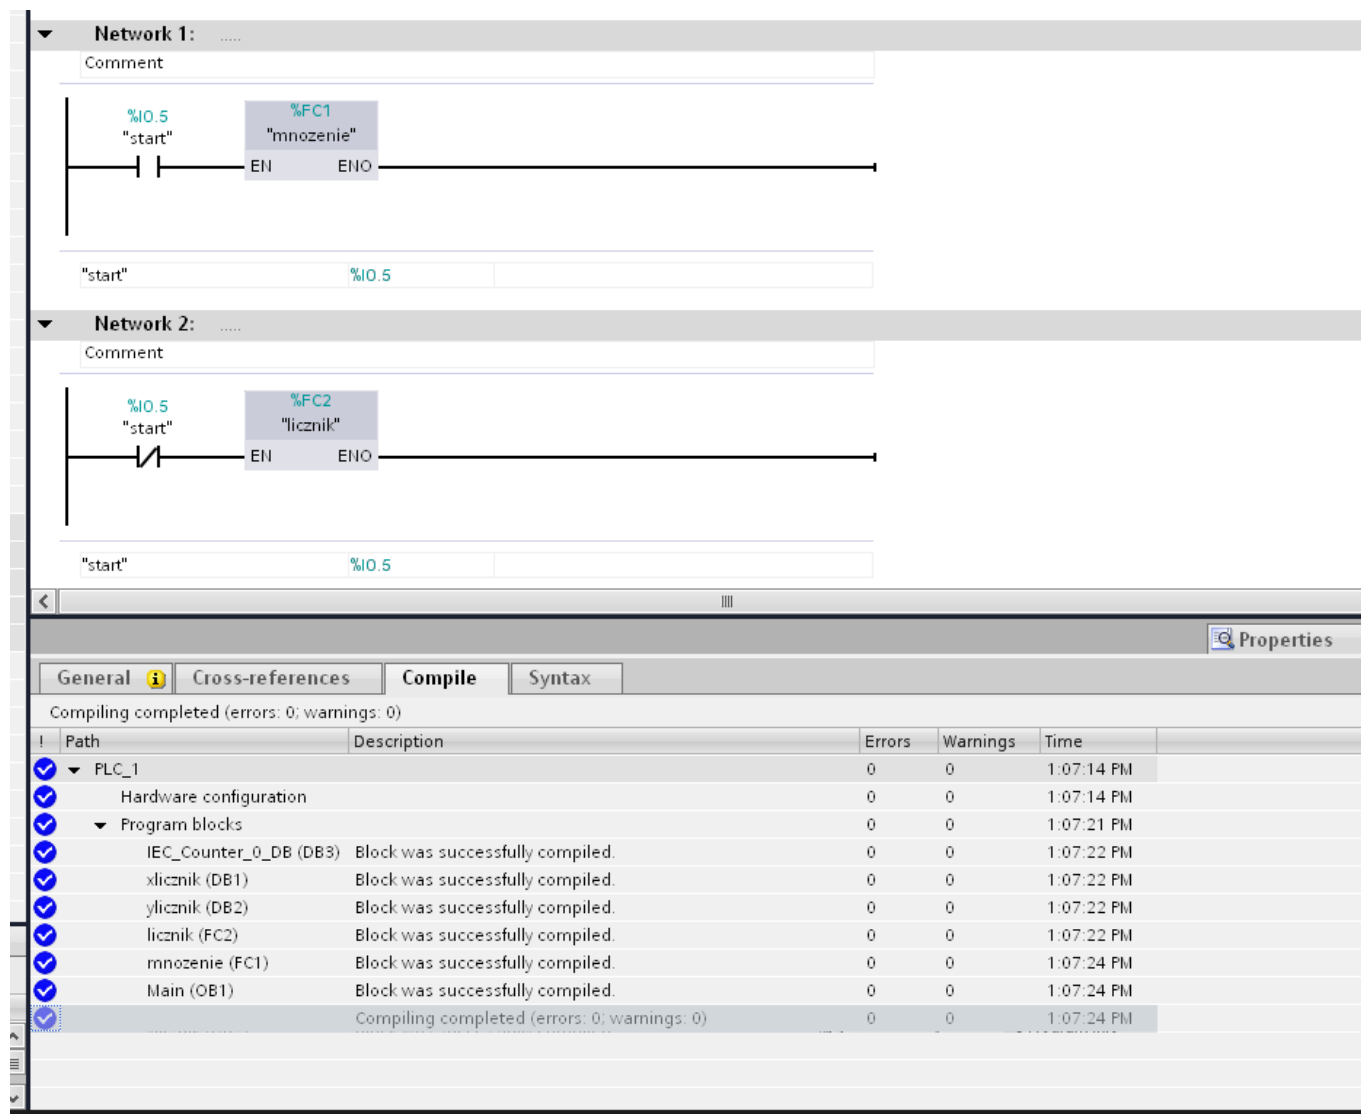 Network 1: .....
Comment
%I0.5
"start"
%FC1
"mnozenie"
EN ENO
"start" %I0.5
Network 2: .....
Comment
%I0.5
"start"
%FC2
"licznik"
EN ENO
"start" %I0.5
Properties
General Cross-references Compile Syntax
Compiling completed (errors: 0; warnings: 0)
! Path Description Errors Warnings Time
PLC_1 0 0 1:07:14 PM
Hardware configuration 0 0 1:07:14 PM
Program blocks 0 0 1:07:21 PM
IEC_Counter_0_DB (DB3) Block was successfully compiled. 0 0 1:07:22 PM
xlicznik (DB1) Block was successfully compiled. 0 0 1:07:22 PM
ylicznik (DB2) Block was successfully compiled. 0 0 1:07:22 PM
licznik (FC2) Block was successfully compiled. 0 0 1:07:22 PM
mnozenie (FC1) Block was successfully compiled. 0 0 1:07:24 PM
Main (OB1) Block was successfully compiled. 0 0 1:07:24 PM
Compiling completed (errors: 0; warnings: 0) 0 0 1:07:24 PM